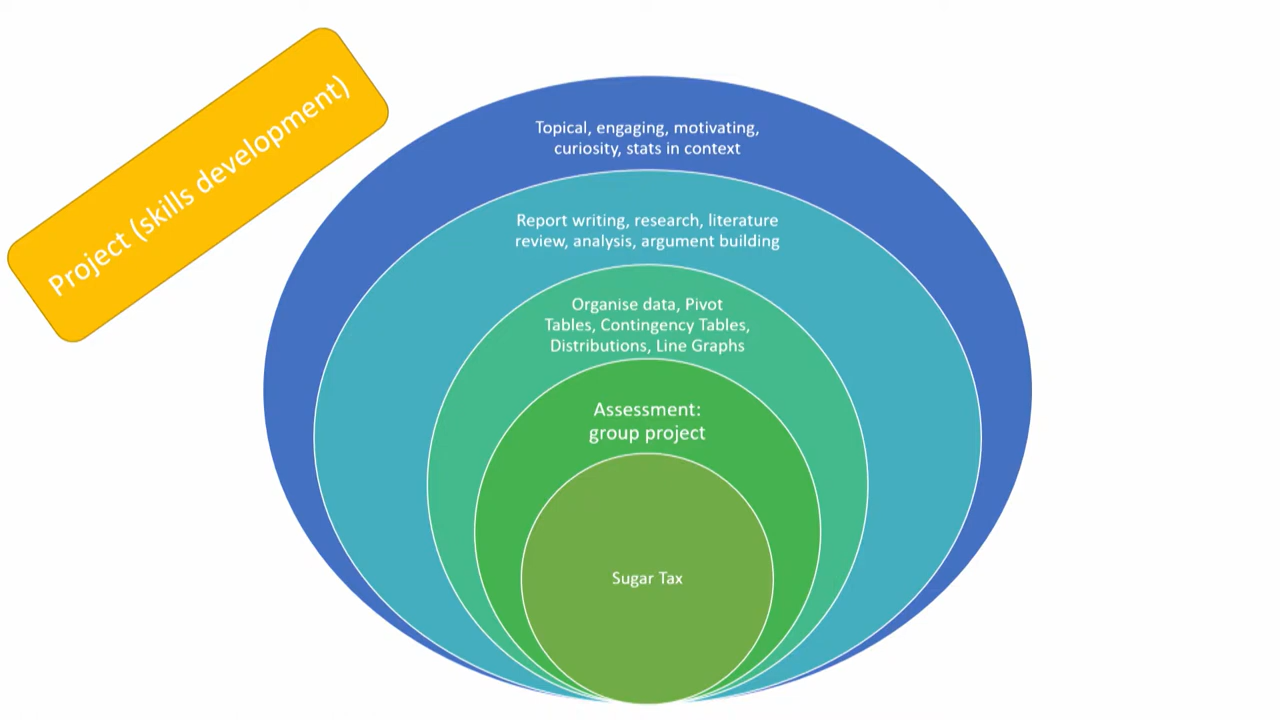 Project (skills development)
Topical, engaging, motivating,
curiosity, stats in context
Report writing, research, literature
review, analysis, argument building
Organise data, Pivot
Tables, Contingency Tables,
Distributions, Line Graphs
Assessment:
group project
Sugar Tax